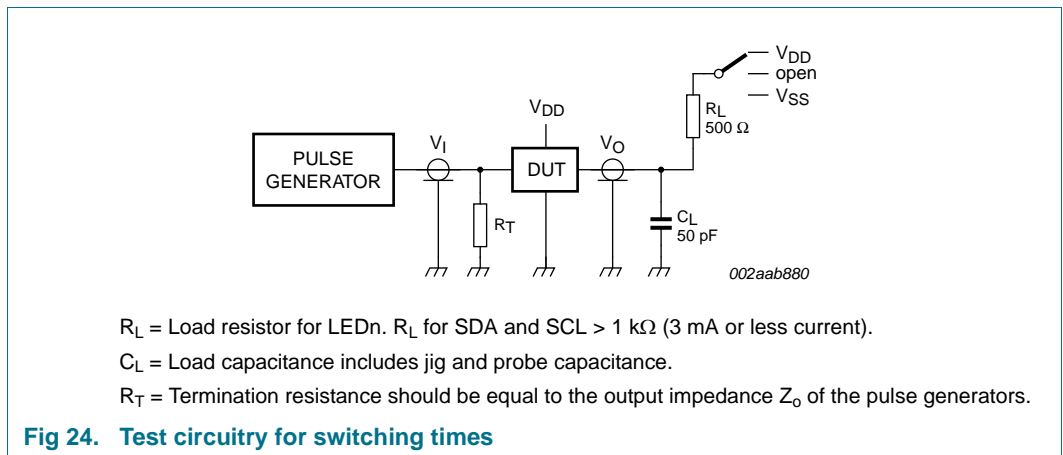 VDD
open
VSS
RL
500 Ω
VDD
VI
VO
PULSE
GENERATOR
DUT
RT
CL
50 pF
002aab880
RL = Load resistor for LEDn. RL for SDA and SCL > 1 kΩ (3 mA or less current).
CL = Load capacitance includes jig and probe capacitance.
RT = Termination resistance should be equal to the output impedance Zo of the pulse generators.
Fig 24. Test circuitry for switching times